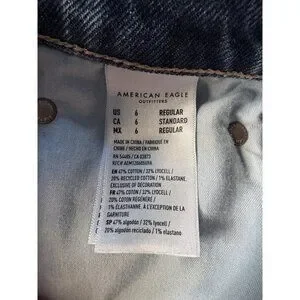 AMERICAN EAGLE
OUTFITTERS
US 6 REGULAR
CA 6 STANDARD
MX 6 REGULAR
MADE IN CHINA / FABRIQUÉ EN
CHINE / HECHO EN CHINA
RN 54485 / CA 03873
EN 47% COTTON / 32% LYOCELL /
20% RECYCLED COTTON / 1% ELASTANE.
EXCLUSIVE OF DECORATION
FR 47% COTON / 32% LYOCELL /
20% COTON RÉGÉNÉRÉ /
1% ÉLASTHANNE. À L'EXCEPTION DE LA
GARNITURE
SP 47% algodón / 32% lyocell /
20% algodón reciclado / 1% elastano